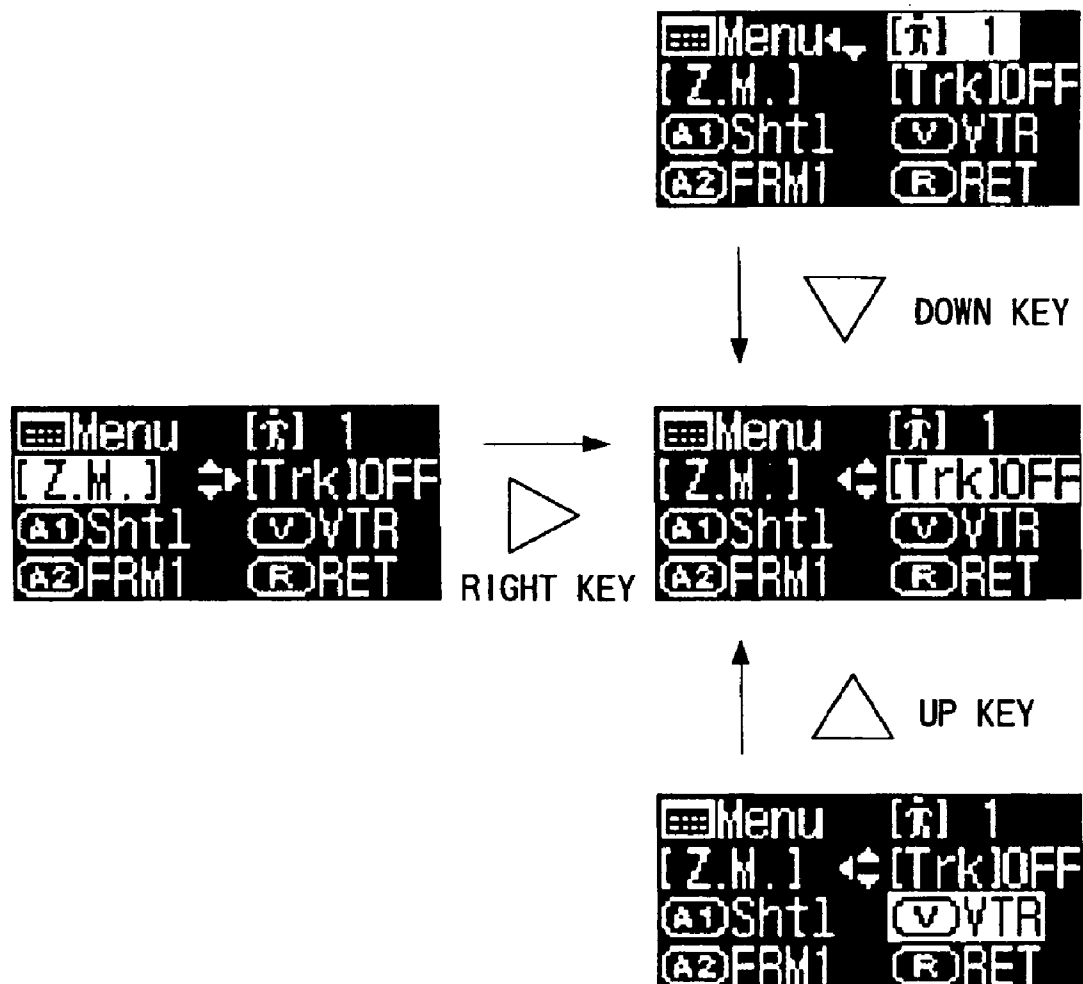 Menu [] 1
[Z.M.] [Trk]OFF
A1 Shtl V VTR
A2 FRM1 R RET
DOWN KEY
Menu [] 1
[Z.M.] [Trk]OFF
A1 Shtl V VTR
A2 FRM1 R RET
RIGHT KEY
Menu [] 1
[Z.M.] [Trk]OFF
A1 Shtl V VTR
A2 FRM1 R RET
UP KEY
Menu [] 1
[Z.M.] [Trk]OFF
A1 Shtl V VTR
A2 FRM1 R RET